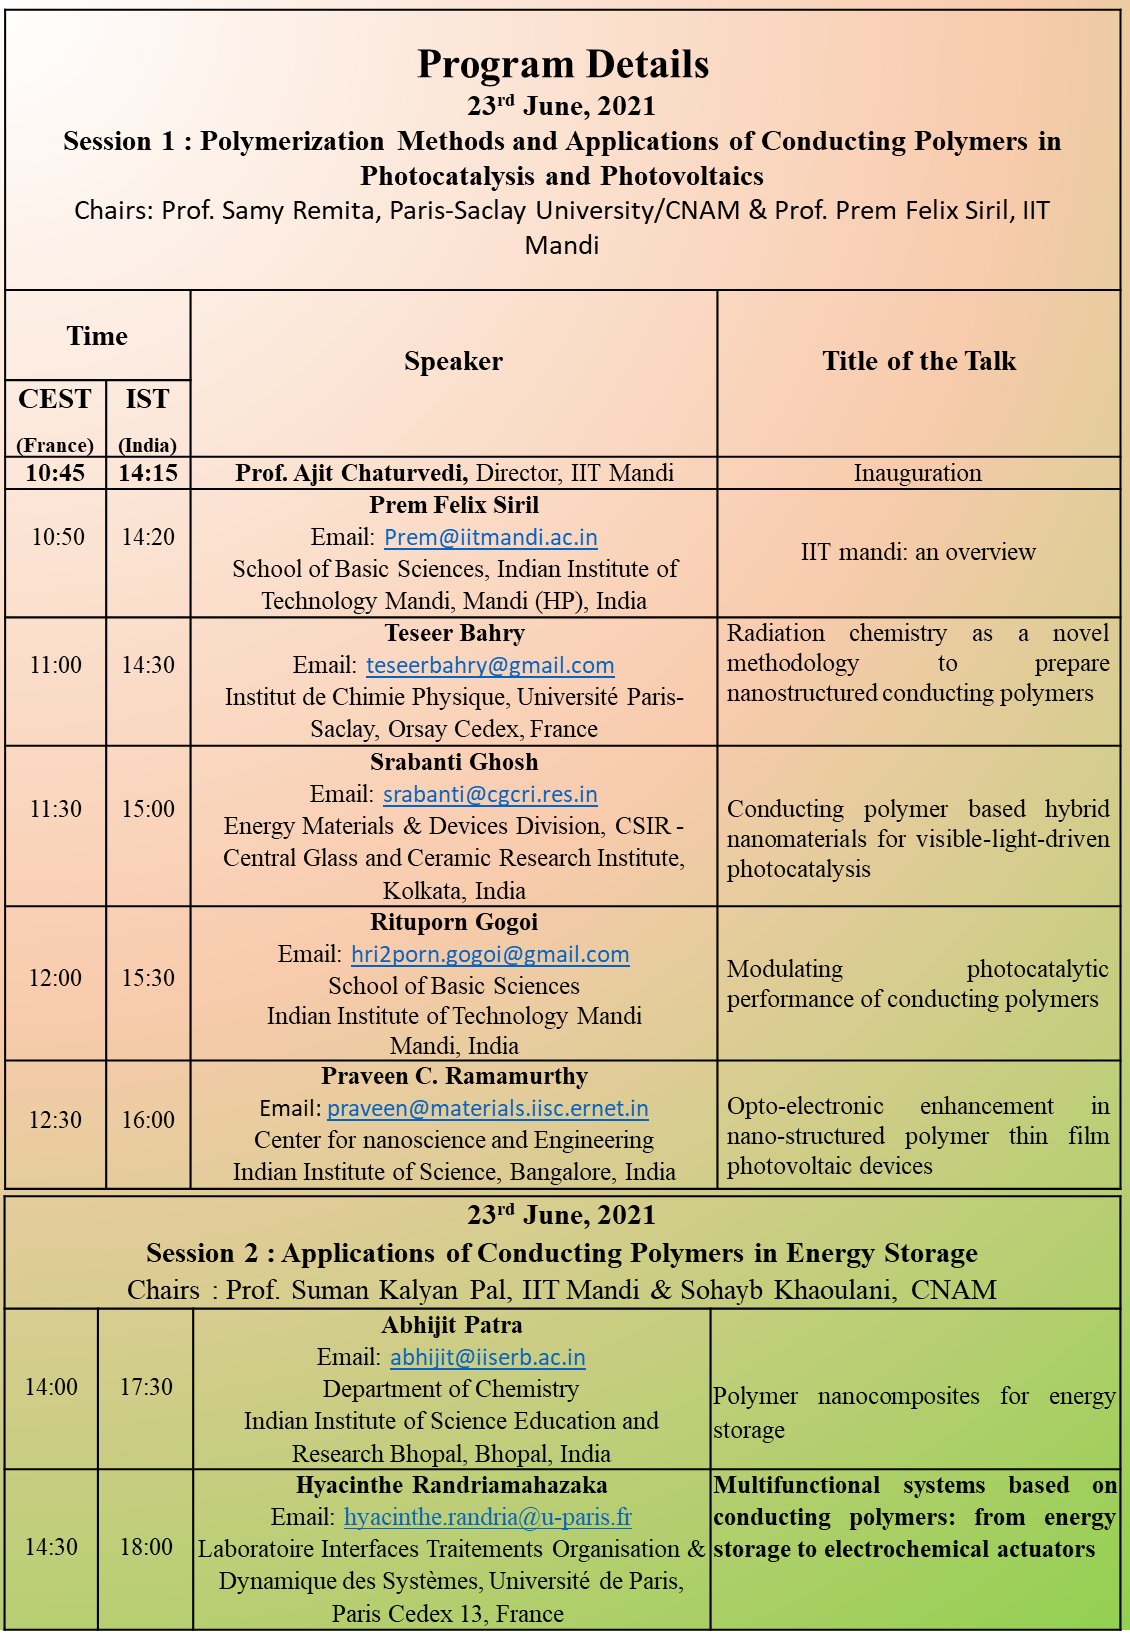 Program Details
23rd June, 2021
Session 1 : Polymerization Methods and Applications of Conducting Polymers in
Photocatalysis and Photovoltaics
Chairs: Prof. Samy Remita, Paris-Saclay University/CNAM & Prof. Prem Felix Siril, IIT
Mandi
Time
Speaker
Title of the Talk
CEST
IST
(France)
(India)
10:45
14:15
Prof. Ajit Chaturvedi, Director, IIT Mandi
Inauguration
10:50
14:20
Prem Felix Siril
Email: Prem@iitmandi.ac.in
School of Basic Sciences, Indian Institute of
Technology Mandi, Mandi (HP), India
IIT mandi: an overview
11:00
14:30
Teseer Bahry
Email: teseerbahry@gmail.com
Institut de Chimie Physique, Université Paris-
Saclay, Orsay Cedex, France
Radiation chemistry as a novel
methodology to prepare
nanostructured conducting polymers
11:30
15:00
Srabanti Ghosh
Email: srabanti@cgcri.res.in
Energy Materials & Devices Division, CSIR -
Central Glass and Ceramic Research Institute,
Kolkata, India
Conducting polymer based hybrid
nanomaterials for visible-light-driven
photocatalysis
12:00
15:30
Rituporn Gogoi
Email: hri2porn.gogoi@gmail.com
School of Basic Sciences
Indian Institute of Technology Mandi
Mandi, India
Modulating photocatalytic
performance of conducting polymers
12:30
16:00
Praveen C. Ramamurthy
Email: praveen@materials.iisc.ernet.in
Center for nanoscience and Engineering
Indian Institute of Science, Bangalore, India
Opto-electronic enhancement in
nano-structured polymer thin film
photovoltaic devices
23rd June, 2021
Session 2 : Applications of Conducting Polymers in Energy Storage
Chairs : Prof. Suman Kalyan Pal, IIT Mandi & Sohayb Khaoulani, CNAM
14:00
17:30
Abhijit Patra
Email: abhijit@iiserb.ac.in
Department of Chemistry
Indian Institute of Science Education and
Research Bhopal, Bhopal, India
Polymer nanocomposites for energy
storage
14:30
18:00
Hyacinthe Randriamahazaka
Email: hyacinthe.randria@u-paris.fr
Laboratoire Interfaces Traitements Organisation &
Dynamique des Systèmes, Université de Paris,
Paris Cedex 13, France
Multifunctional systems based on
conducting polymers: from energy
storage to electrochemical actuators